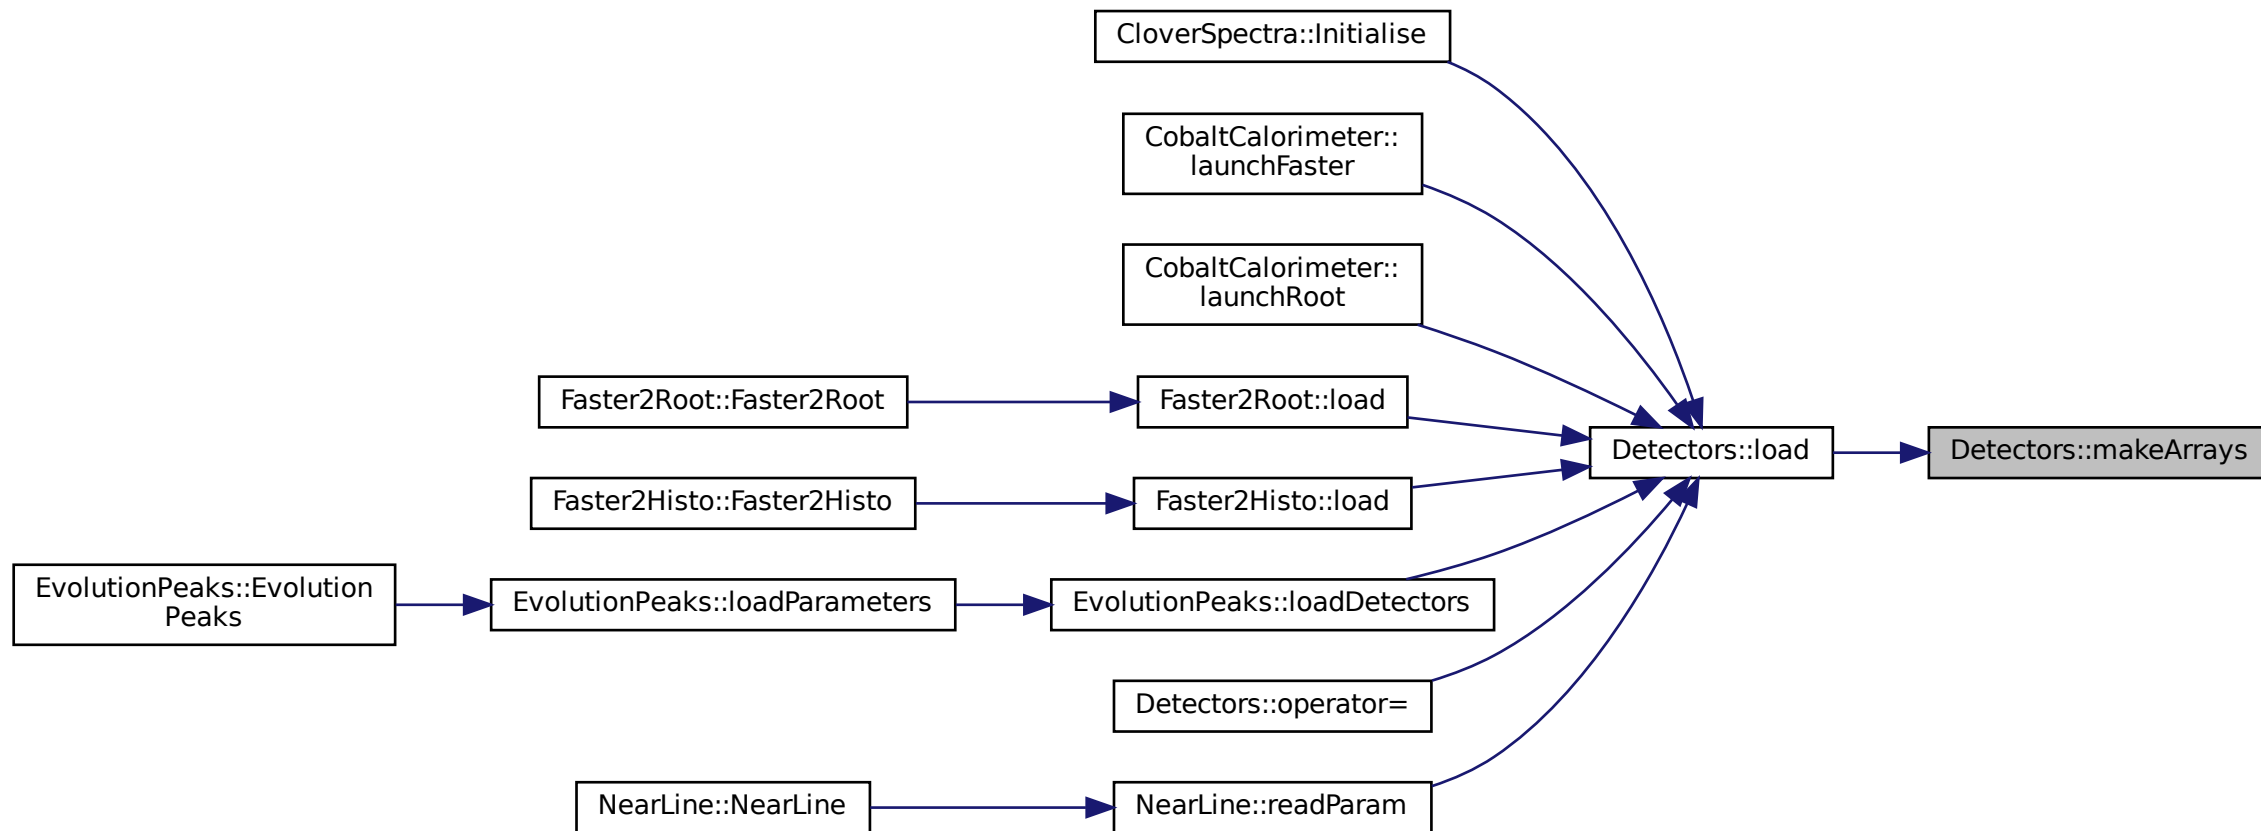 CloverSpectra::Initialise
CobaltCalorimeter::
launchFaster
CobaltCalorimeter::
launchRoot
Faster2Root::Faster2Root
Faster2Root::load
Detectors::load
Detectors::makeArrays
Faster2Histo::Faster2Histo
Faster2Histo::load
EvolutionPeaks::Evolution
Peaks
EvolutionPeaks::loadParameters
EvolutionPeaks::loadDetectors
Detectors::operator=
NearLine::NearLine
NearLine::readParam